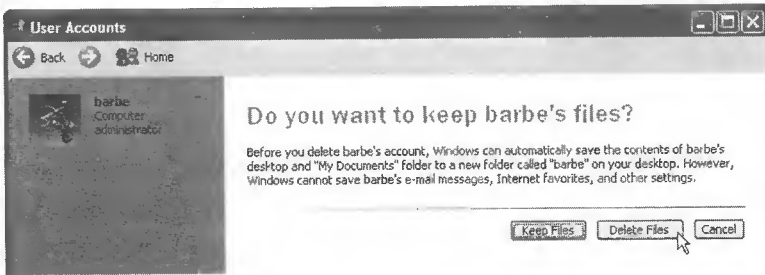 User Accounts
Back Home
barbe
Computer
administrator
Do you want to keep barbe's files?
Before you delete barbe's account, Windows can automatically save the contents of barbe's
desktop and "My Documents" folder to a new folder called "barbe" on your desktop. However,
Windows cannot save barbe's e-mail messages, Internet favorites, and other settings.
Keep Files Delete Files Cancel